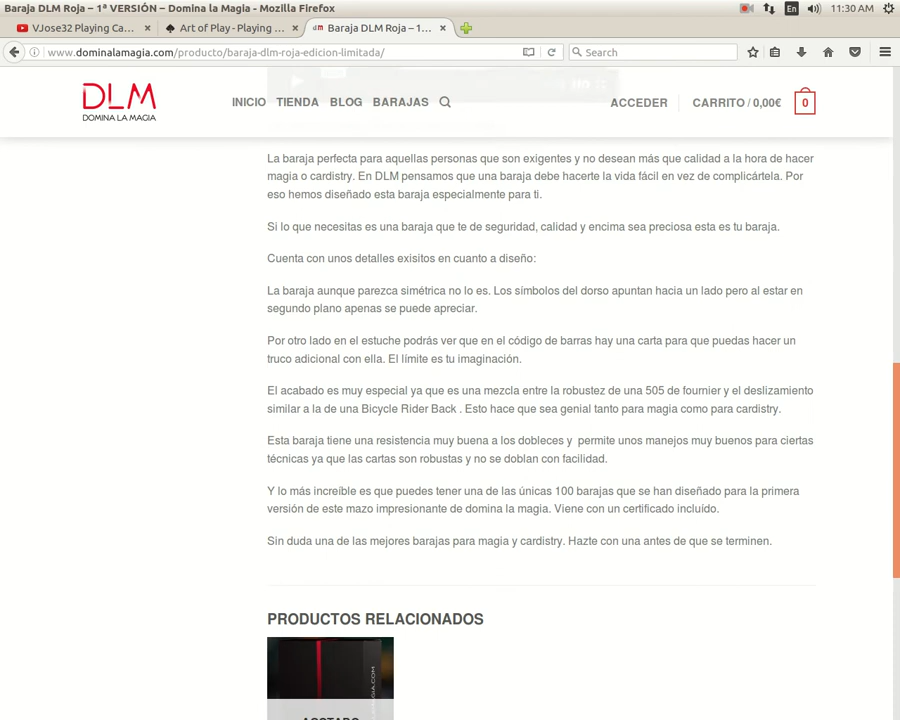 Baraja DLM Roja – 1ª VERSIÓN – Domina la Magia - Mozilla Firefox
En
11:30 AM
VJose32 Playing Ca...
Art of Play - Playing ...
Baraja DLM Roja – 1...
www.dominalamagia.com/producto/baraja-dlm-roja-edicion-limitada/
Search
DLM
DOMINA LA MAGIA
INICIO
TIENDA
BLOG
BARAJAS
ACCEDER
CARRITO / 0,00€
0
La baraja perfecta para aquellas personas que son exigentes y no desean más que calidad a la hora de hacer
magia o cardistry. En DLM pensamos que una baraja debe hacerte la vida fácil en vez de complicártela. Por
eso hemos diseñado esta baraja especialmente para ti.
Si lo que necesitas es una baraja que te de seguridad, calidad y encima sea preciosa esta es tu baraja.
Cuenta con unos detalles exisitos en cuanto a diseño:
La baraja aunque parezca simétrica no lo es. Los símbolos del dorso apuntan hacia un lado pero al estar en
segundo plano apenas se puede apreciar.
Por otro lado en el estuche podrás ver que en el código de barras hay una carta para que puedas hacer un
truco adicional con ella. El límite es tu imaginación.
El acabado es muy especial ya que es una mezcla entre la robustez de una 505 de fournier y el deslizamiento
similar a la de una Bicycle Rider Back . Esto hace que sea genial tanto para magia como para cardistry.
Esta baraja tiene una resistencia muy buena a los dobleces y  permite unos manejos muy buenos para ciertas
técnicas ya que las cartas son robustas y no se doblan con facilidad.
Y lo más increíble es que puedes tener una de las únicas 100 barajas que se han diseñado para la primera
versión de este mazo impresionante de domina la magia. Viene con un certificado incluído.
Sin duda una de las mejores barajas para magia y cardistry. Hazte con una antes de que se terminen.
PRODUCTOS RELACIONADOS